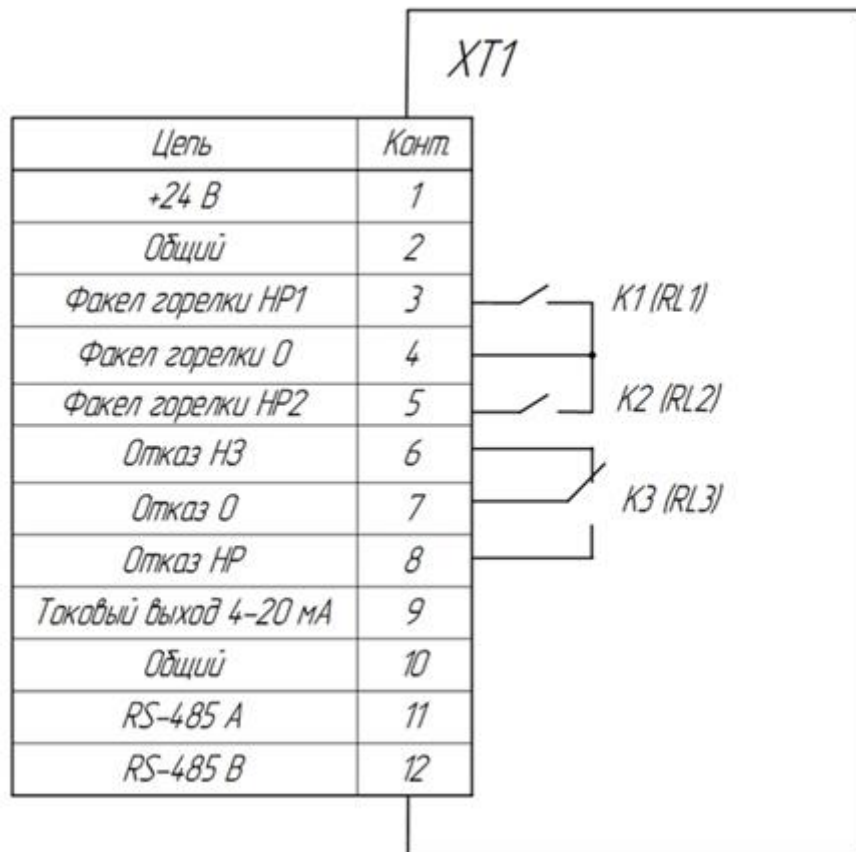 XT1
Цепь Конт.
+24 В 1
Общий 2
Факел горелки НР1 3
K1 (RL1)
Факел горелки О 4
Факел горелки НР2 5
K2 (RL2)
Отказ НЗ 6
Отказ О 7
K3 (RL3)
Отказ НР 8
Токовый выход 4-20 мА 9
Общий 10
RS-485 A 11
RS-485 B 12